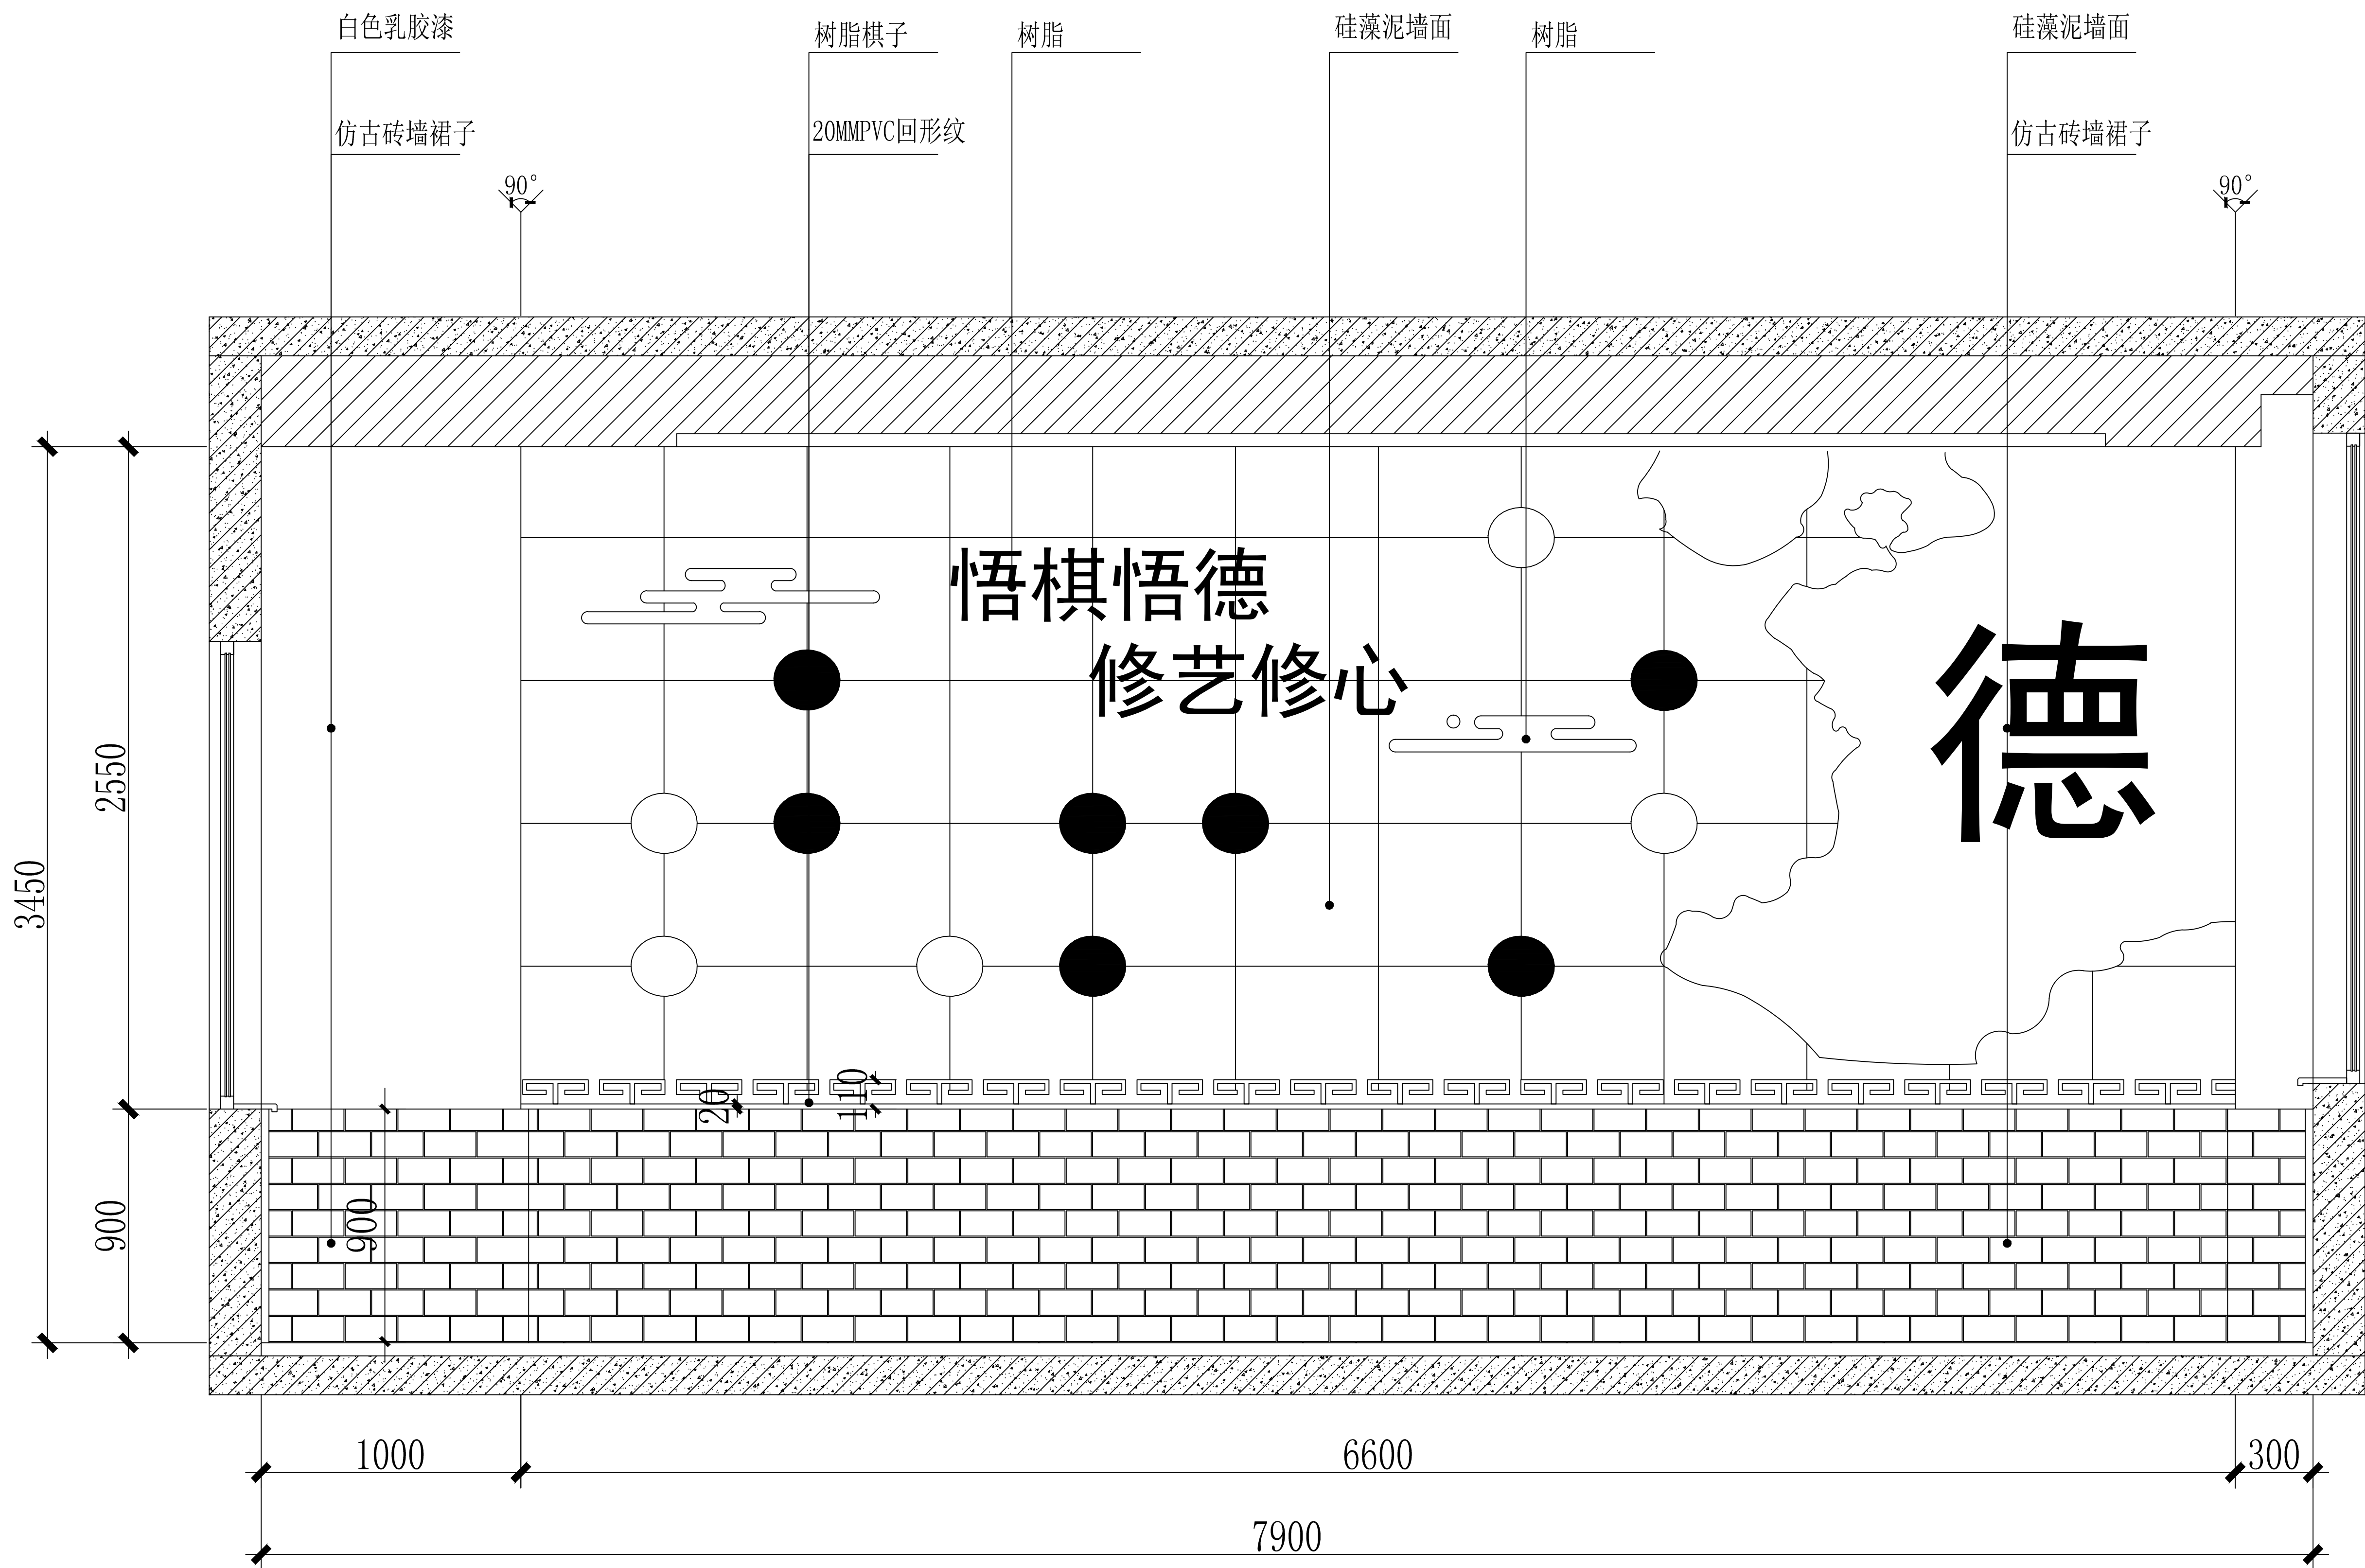 白色乳胶漆
树脂棋子
树脂
硅藻泥墙面
树脂
硅藻泥墙面
仿古砖墙裙子
20MMPVC回形纹
仿古砖墙裙子
90°
90°
悟棋悟德
修艺修心
德
2550
3450
20
110
900
900
1000
6600
300
7900